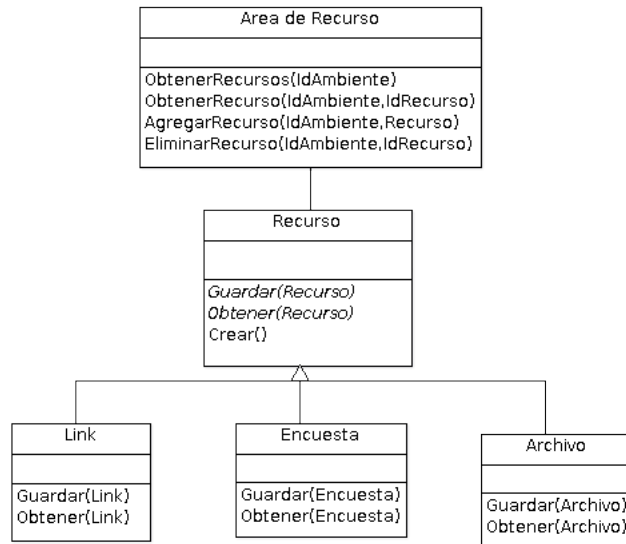 Area de Recurso
ObtenerRecursos(IdAmbiente)
ObtenerRecurso(IdAmbiente,IdRecurso)
AgregarRecurso(IdAmbiente,Recurso)
EliminarRecurso(IdAmbiente,IdRecurso)
Recurso
Guardar(Recurso)
Obtener(Recurso)
Crear()
Link
Guardar(Link)
Obtener(Link)
Encuesta
Guardar(Encuesta)
Obtener(Encuesta)
Archivo
Guardar(Archivo)
Obtener(Archivo)